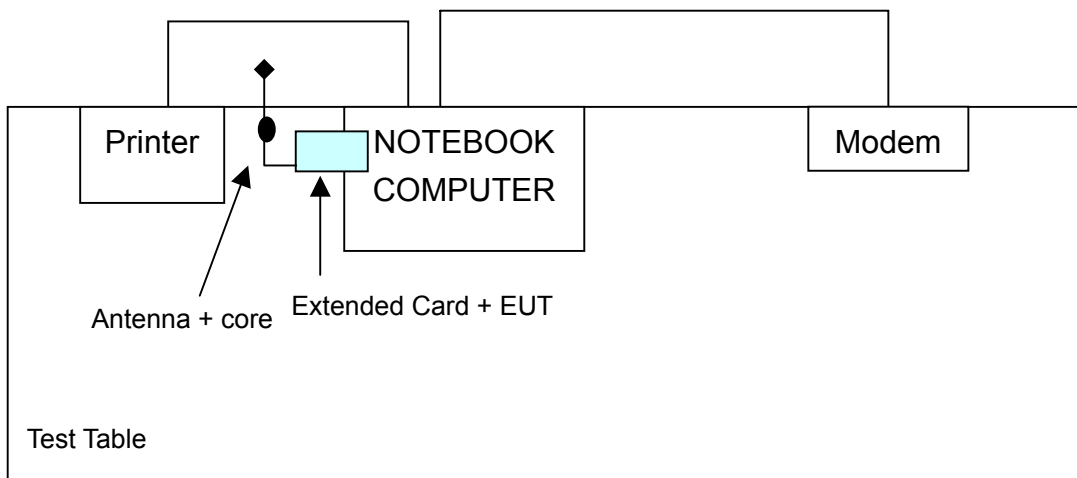 Printer
NOTEBOOK
COMPUTER
Modem
Antenna + core
Extended Card + EUT
Test Table